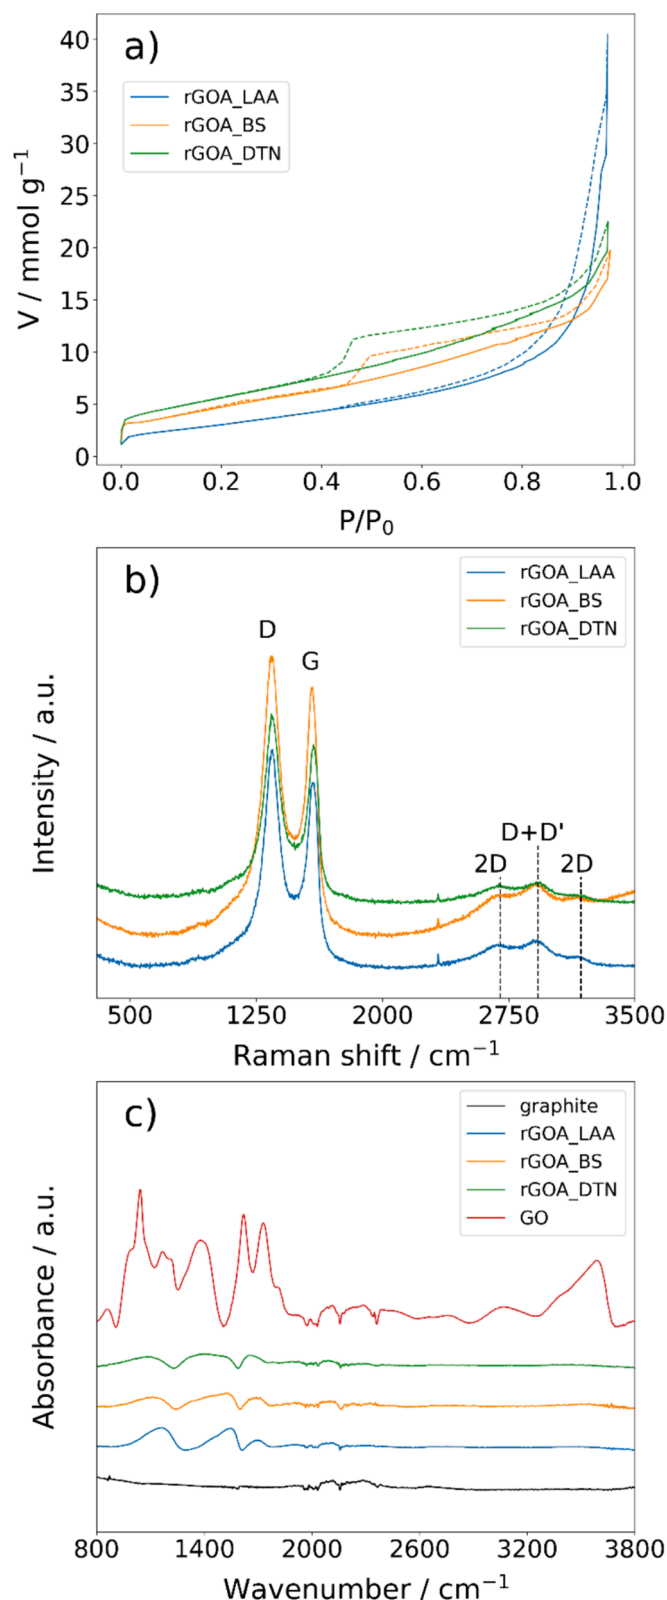 a)
rGOA_LAA
rGOA_BS
rGOA_DTN
V / mmol g⁻¹
40
35
30
25
20
15
10
5
0
0.0 0.2 0.4 0.6 0.8 1.0
P/P₀
b)
rGOA_LAA
rGOA_BS
rGOA_DTN
D
G
D+D'
2D 2D
Intensity / a.u.
500 1250 2000 2750 3500
Raman shift / cm⁻¹
c)
graphite
rGOA_LAA
rGOA_BS
rGOA_DTN
GO
Absorbance / a.u.
800 1400 2000 2600 3200 3800
Wavenumber / cm⁻¹